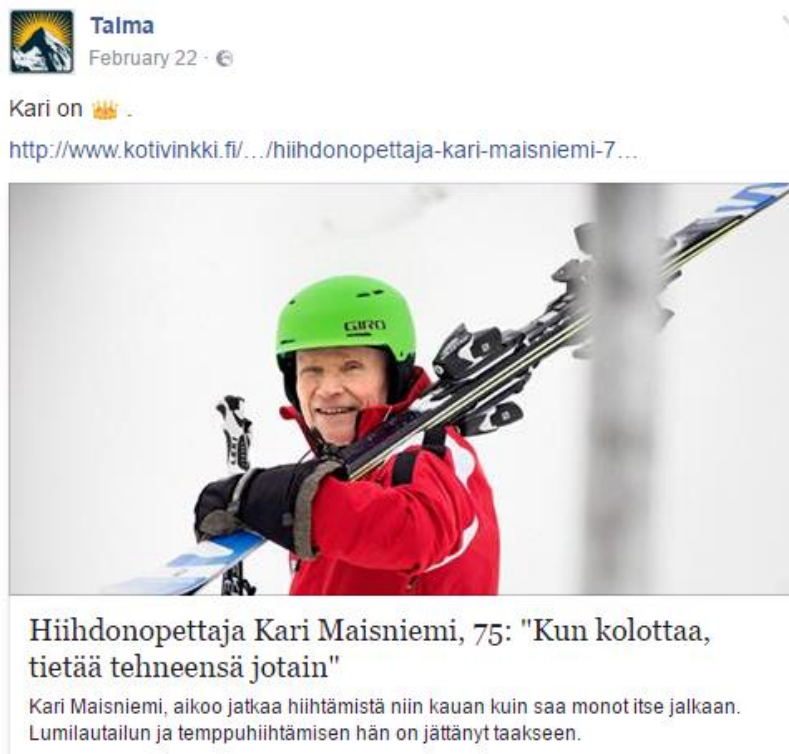 Talma
February 22
Kari on 👑 .
http://www.kotivinkki.fi/.../hiihdonopettaja-kari-maisniemi-7...
GIRO
Hiihdonopettaja Kari Maisniemi, 75: "Kun kolottaa,
tietää tehneensä jotain"
Kari Maisniemi, aikoo jatkaa hiihtämistä niin kauan kuin saa monot itse jalkaan.
Lumilautailun ja temppuhiihtämisen hän on jättänyt taakseen.